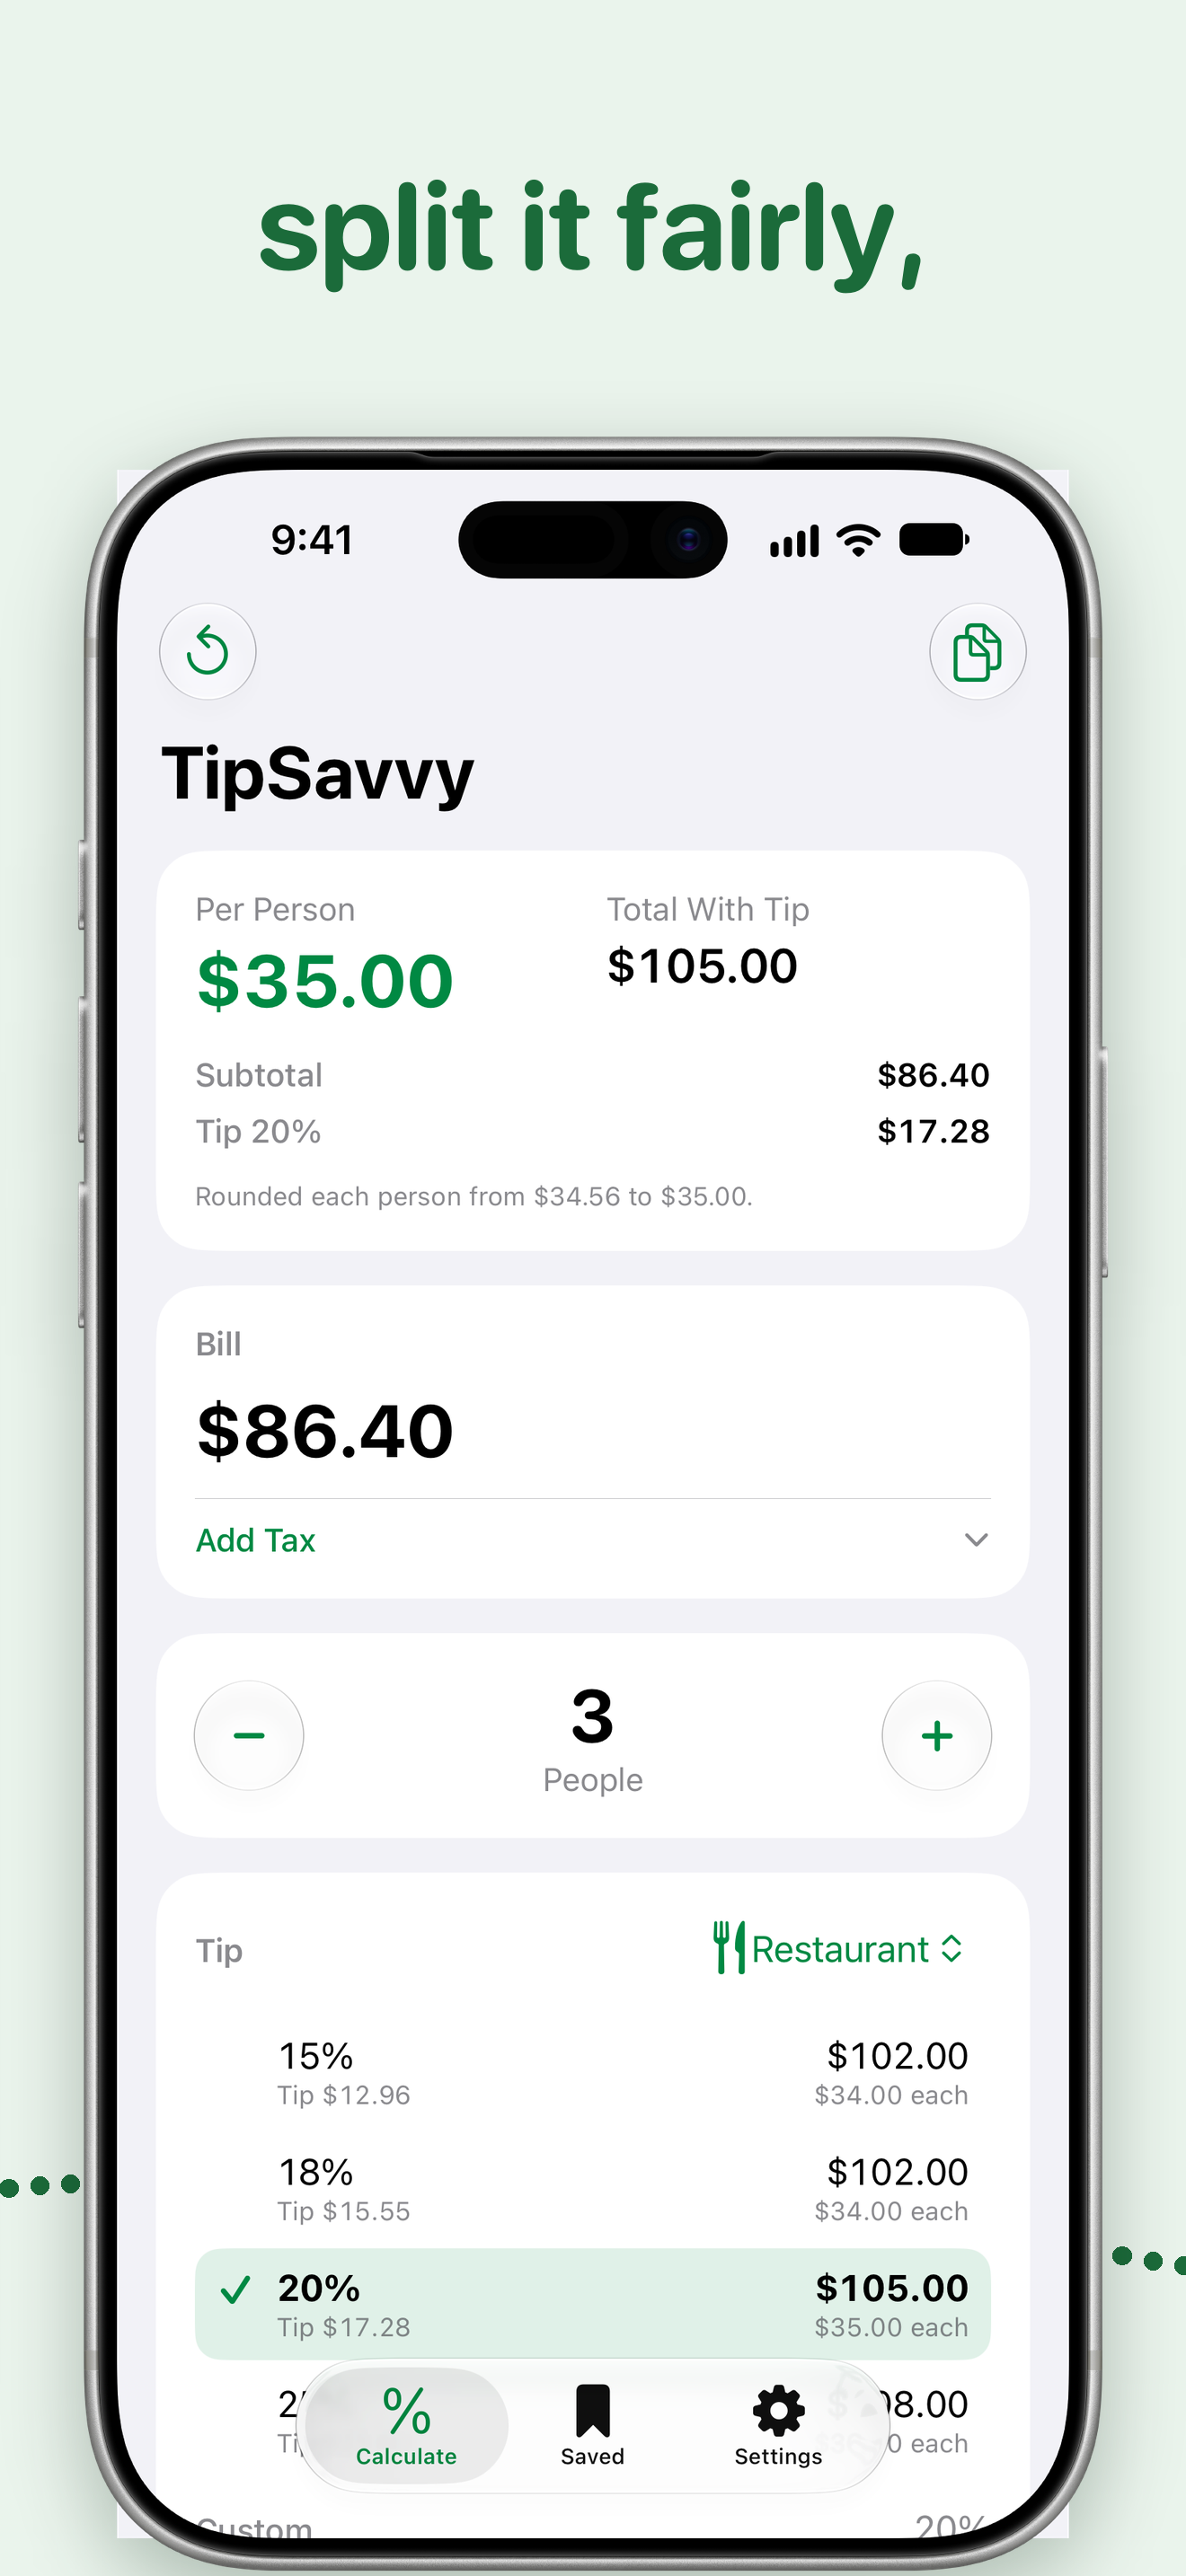 split it fairly,
9:41
TipSavvy
Per Person Total With Tip
$35.00 $105.00
Subtotal $86.40
Tip 20% $17.28
Rounded each person from $34.56 to $35.00.
Bill
$86.40
Add Tax
3
People
Tip Restaurant
15% $102.00
Tip $12.96 $34.00 each
18% $102.00
Tip $15.55 $34.00 each
20% $105.00
Tip $17.28 $35.00 each
each
Calculate Saved Settings
Custom 20%